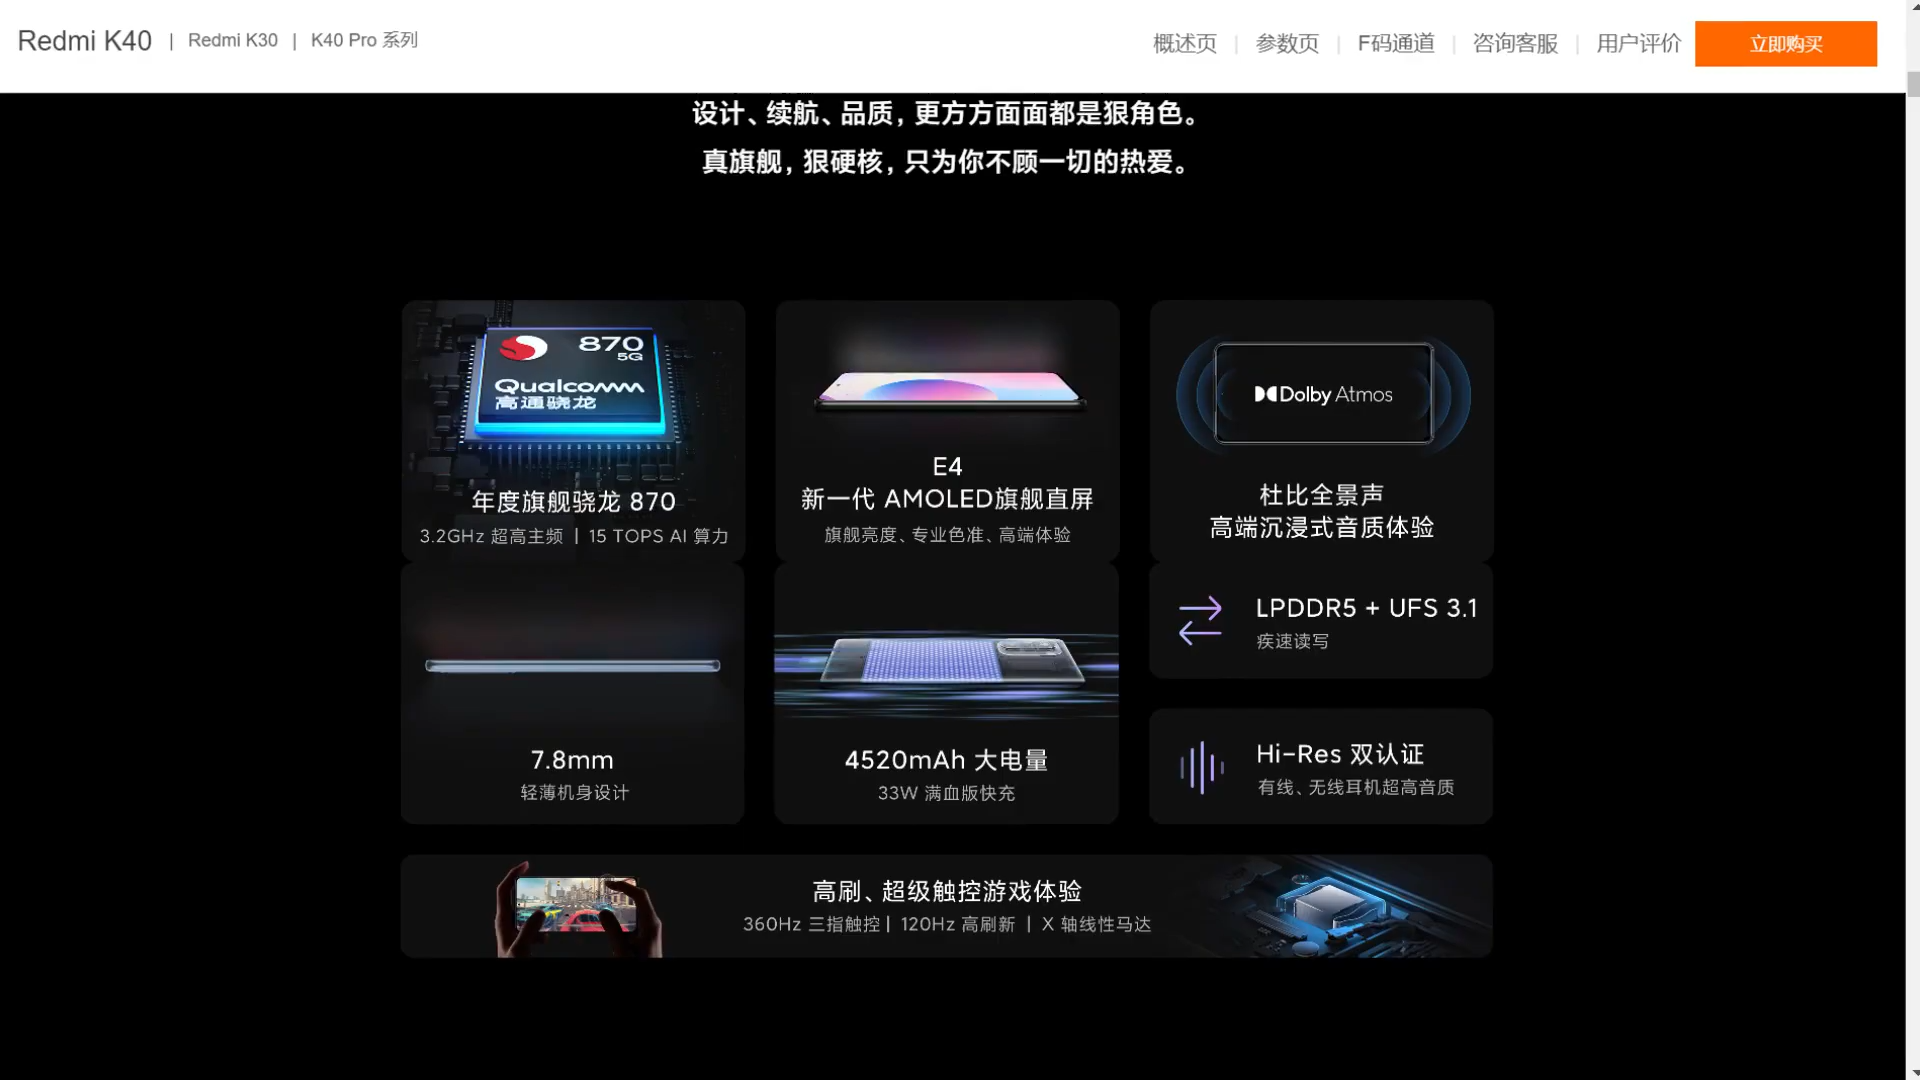 Redmi K40 | Redmi K30 | K40 Pro 系列
概述页 | 参数页 | F码通道 | 咨询客服 | 用户评价 立即购买
设计、续航、品质，更方方面面都是狠角色。
真旗舰，狠硬核，只为你不顾一切的热爱。
870
5G
Qualcomm
高通骁龙
年度旗舰骁龙 870
3.2GHz 超高主频 | 15 TOPS AI 算力
E4
新一代 AMOLED旗舰直屏
旗舰亮度、专业色准、高端体验
Dolby Atmos
杜比全景声
高端沉浸式音质体验
7.8mm
轻薄机身设计
4520mAh 大电量
33W 满血版快充
LPDDR5 + UFS 3.1
疾速读写
Hi-Res 双认证
有线、无线耳机超高音质
高刷、超级触控游戏体验
360Hz 三指触控 | 120Hz 高刷新 | X 轴线性马达